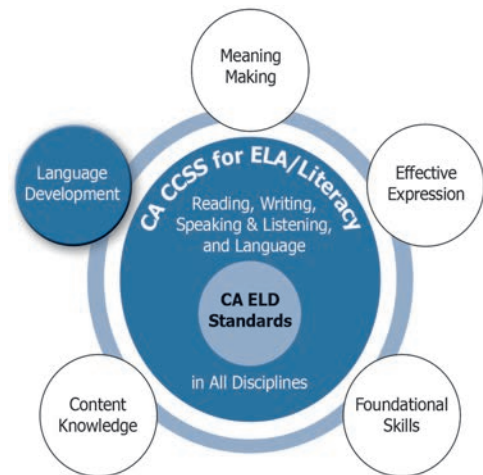 Meaning
Making
Language
Development
Effective
Expression
CA CCSS for ELA/Literacy
Reading, Writing,
Speaking & Listening,
and Language
CA ELD
Standards
in All Disciplines
Content
Knowledge
Foundational
Skills